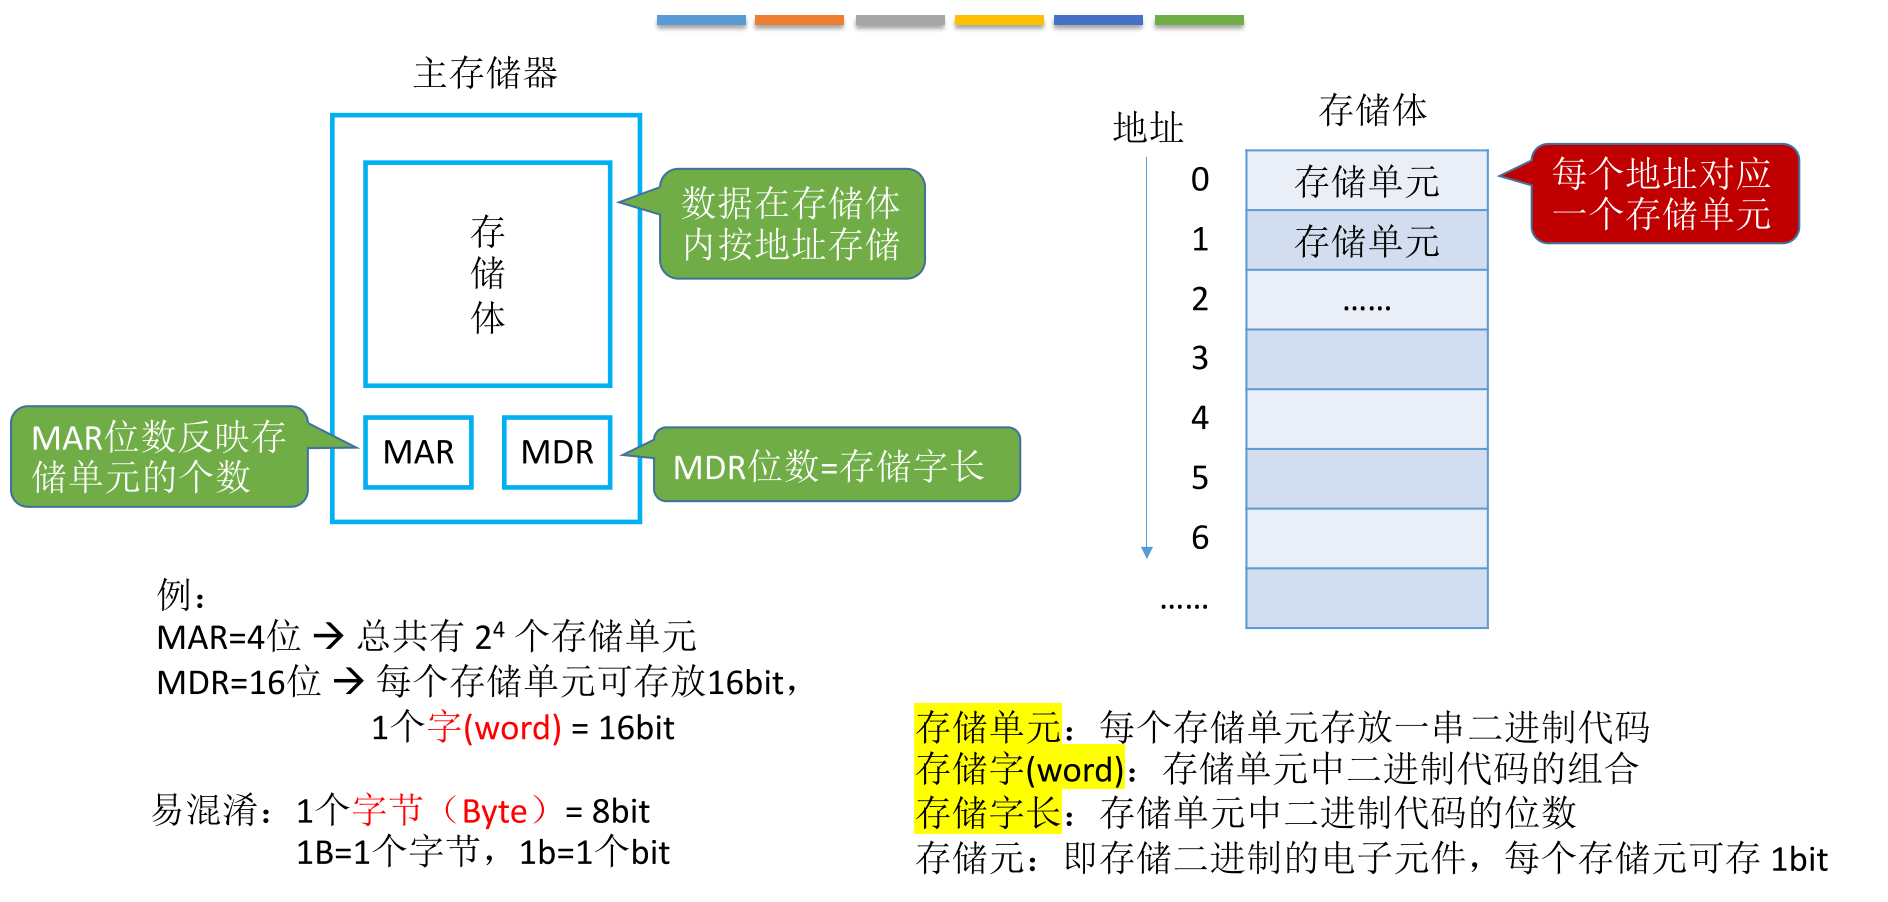 主存储器
存
储
体
MAR
MDR
数据在存储体
内按地址存储
MAR位数反映存
储单元的个数
MDR位数=存储字长
地址
存储体
0
存储单元
1
存储单元
2
......
3
4
5
6
......
每个地址对应
一个存储单元
例：
MAR=4位 → 总共有 2⁴ 个存储单元
MDR=16位 → 每个存储单元可存放16bit，
1个字(word) = 16bit
易混淆：1个字节（Byte）= 8bit
1B=1个字节，1b=1个bit
存储单元：每个存储单元存放一串二进制代码
存储字(word)：存储单元中二进制代码的组合
存储字长：存储单元中二进制代码的位数
存储元：即存储二进制的电子元件，每个存储元可存 1bit